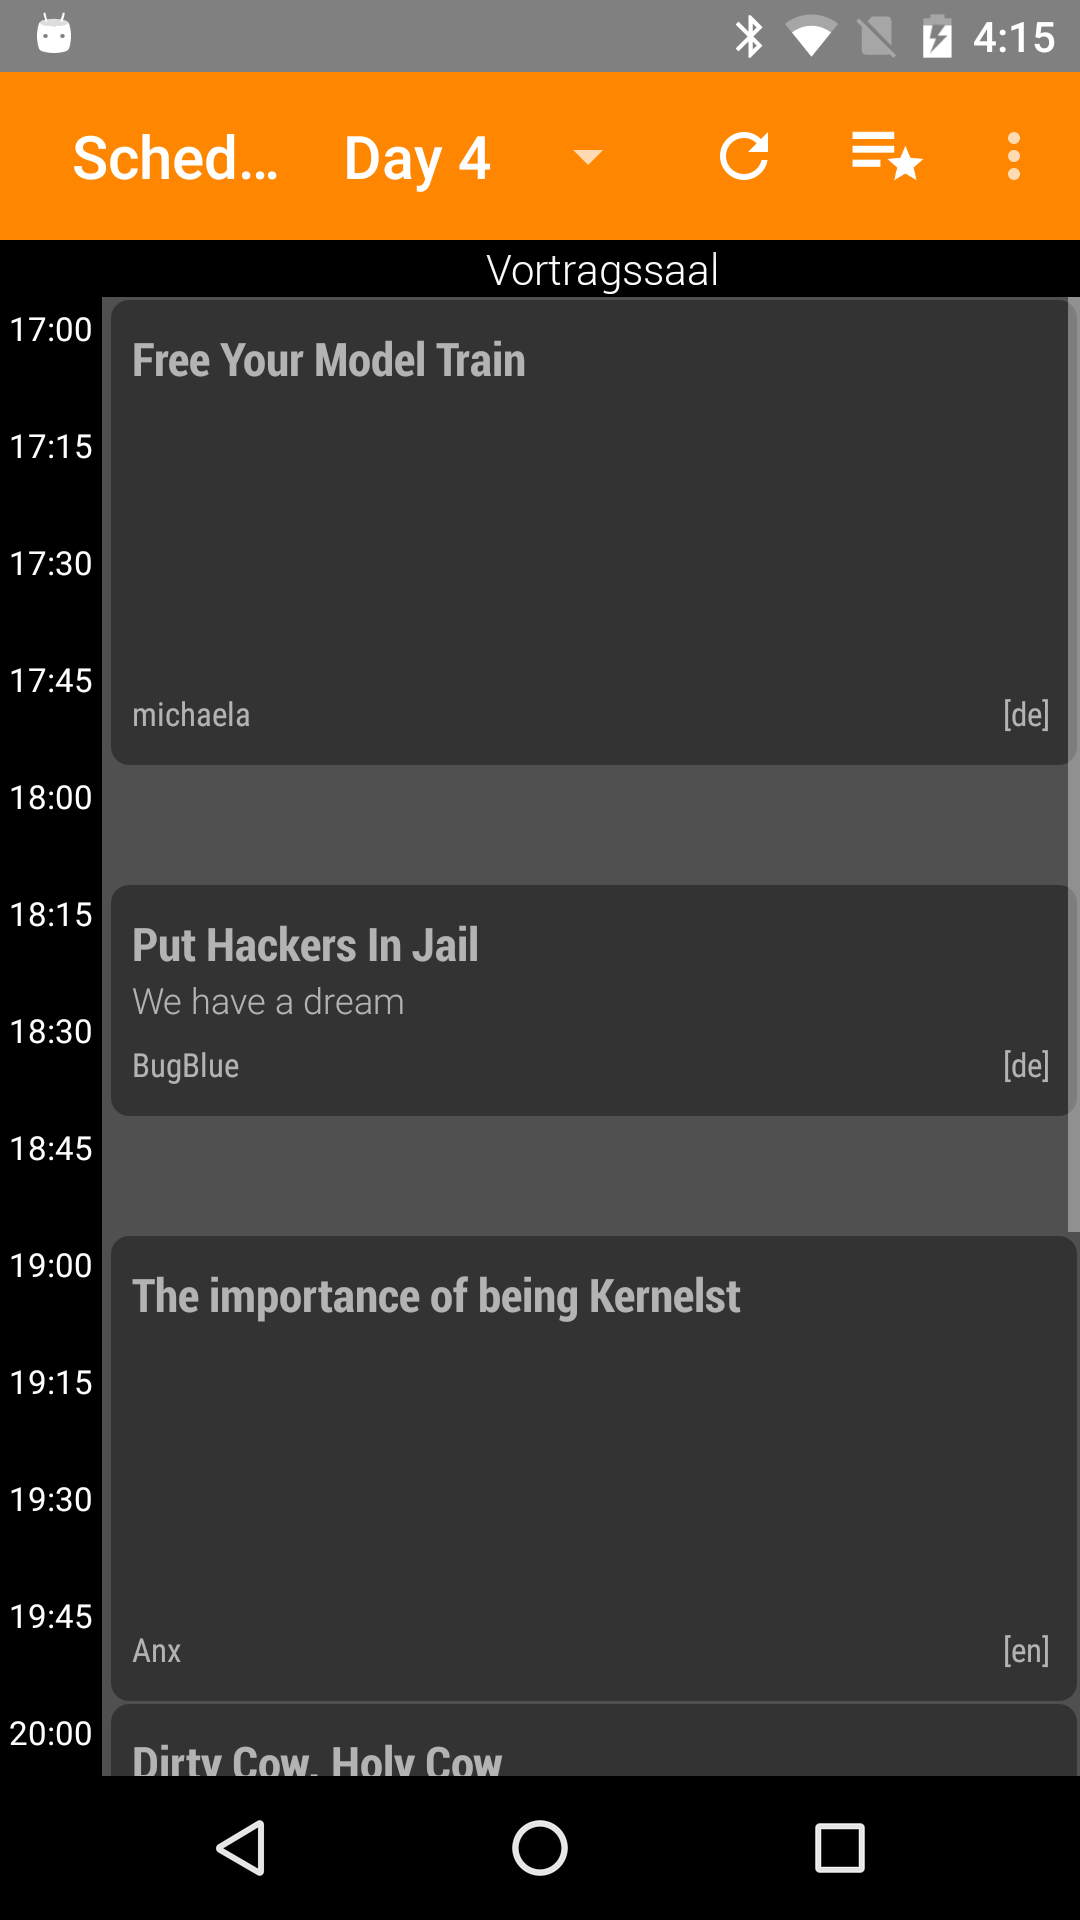 4:15
Sched... Day 4
Vortragssaal
17:00
Free Your Model Train
17:15
17:30
17:45
michaela [de]
18:00
18:15
Put Hackers In Jail
We have a dream
18:30
BugBlue [de]
18:45
19:00
The importance of being Kernelst
19:15
19:30
19:45
Anx [en]
20:00
Dirty Cow, Holy Cow